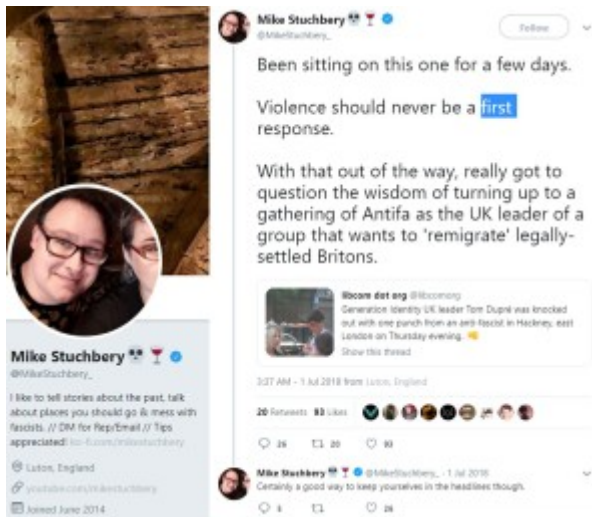 Mike Stuchbery
@MikeStuchbery_
Follow
Been sitting on this one for a few days.
Violence should never be a first
response.
With that out of the way, really got to
question the wisdom of turning up to a
gathering of Antifa as the UK leader of a
group that wants to 'remigrate' legally-
settled Britons.
libcom dot org @libcomorg
Generation Identity UK leader Tom Dupré was knocked
out with one punch from an anti-fascist in Hackney, east
London on Thursday evening.
Show this thread
3:27 AM - 1 Jul 2018 from Luton, England
20 Retweets 93 Likes
26 20 93
Mike Stuchbery @MikeStuchbery_ · 1 Jul 2018
Certainly a good way to keep yourselves in the headlines though.
26
Mike Stuchbery
@MikeStuchbery_
I like to tell stories about the past, talk
about places you should go & mess with
fascists. // DM for Rep/Email // Tips
appreciated! ko-fi.com/mikestuchbery
Luton, England
youtube.com/mikestuchbery
Joined June 2014